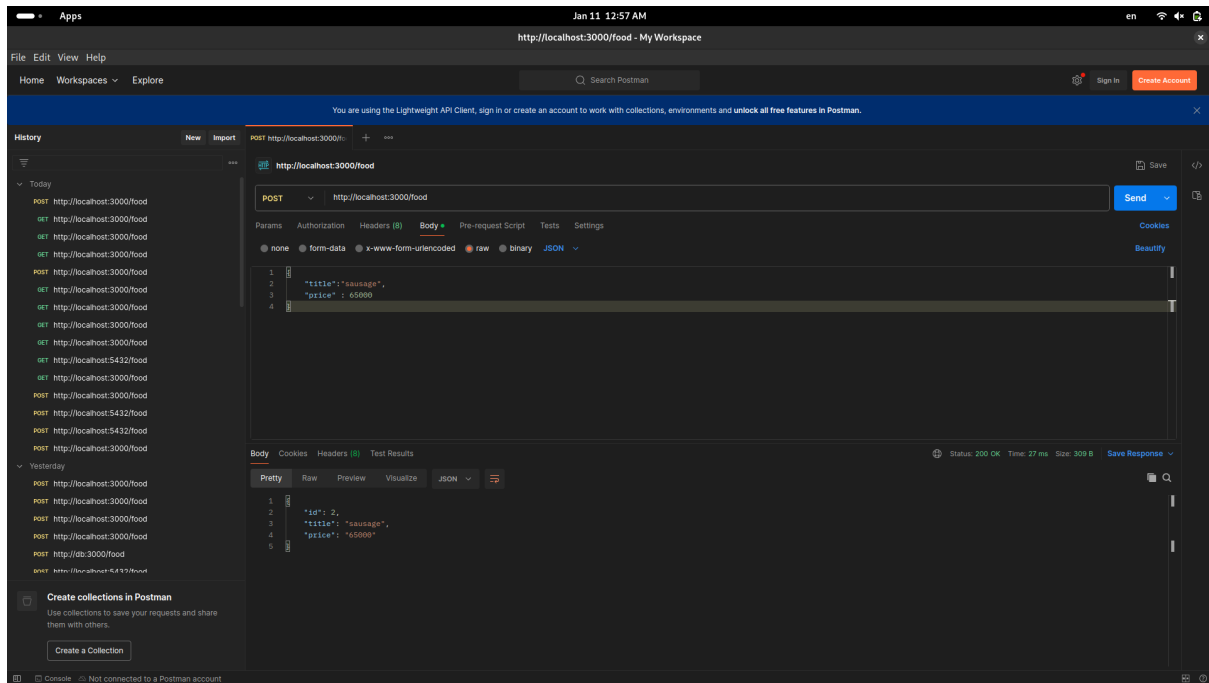 Apps
Jan 11 12:57 AM
en
http://localhost:3000/food - My Workspace
File Edit View Help
Home Workspaces Explore
Search Postman
Sign In
Create Account
You are using the Lightweight API Client, sign in or create an account to work with collections, environments and unlock all free features in Postman.
History
New Import
POST http://localhost:3000/fo
http://localhost:3000/food
Save
Today
POST http://localhost:3000/food
GET http://localhost:3000/food
GET http://localhost:3000/food
GET http://localhost:3000/food
POST http://localhost:3000/food
GET http://localhost:3000/food
GET http://localhost:3000/food
GET http://localhost:3000/food
GET http://localhost:3000/food
GET http://localhost:5432/food
GET http://localhost:3000/food
POST http://localhost:3000/food
POST http://localhost:5432/food
POST http://localhost:5432/food
POST http://localhost:3000/food
Yesterday
POST http://localhost:3000/food
POST http://localhost:3000/food
POST http://localhost:3000/food
POST http://localhost:3000/food
POST http://db:3000/food
POST http://localhost:5432/food
Create collections in Postman
Use collections to save your requests and share
them with others.
Create a Collection
POST http://localhost:3000/food
Send
Params Authorization Headers (8) Body Pre-request Script Tests Settings
Cookies
none form-data x-www-form-urlencoded raw binary JSON
Beautify
1 {
2 "title":"sausage",
3 "price" : 65000
4 }
Body Cookies Headers (8) Test Results
Status: 200 OK Time: 27 ms Size: 309 B Save Response
Pretty Raw Preview Visualize JSON
1 {
2 "id": 2,
3 "title": "sausage",
4 "price": "65000"
5 }
Console Not connected to a Postman account